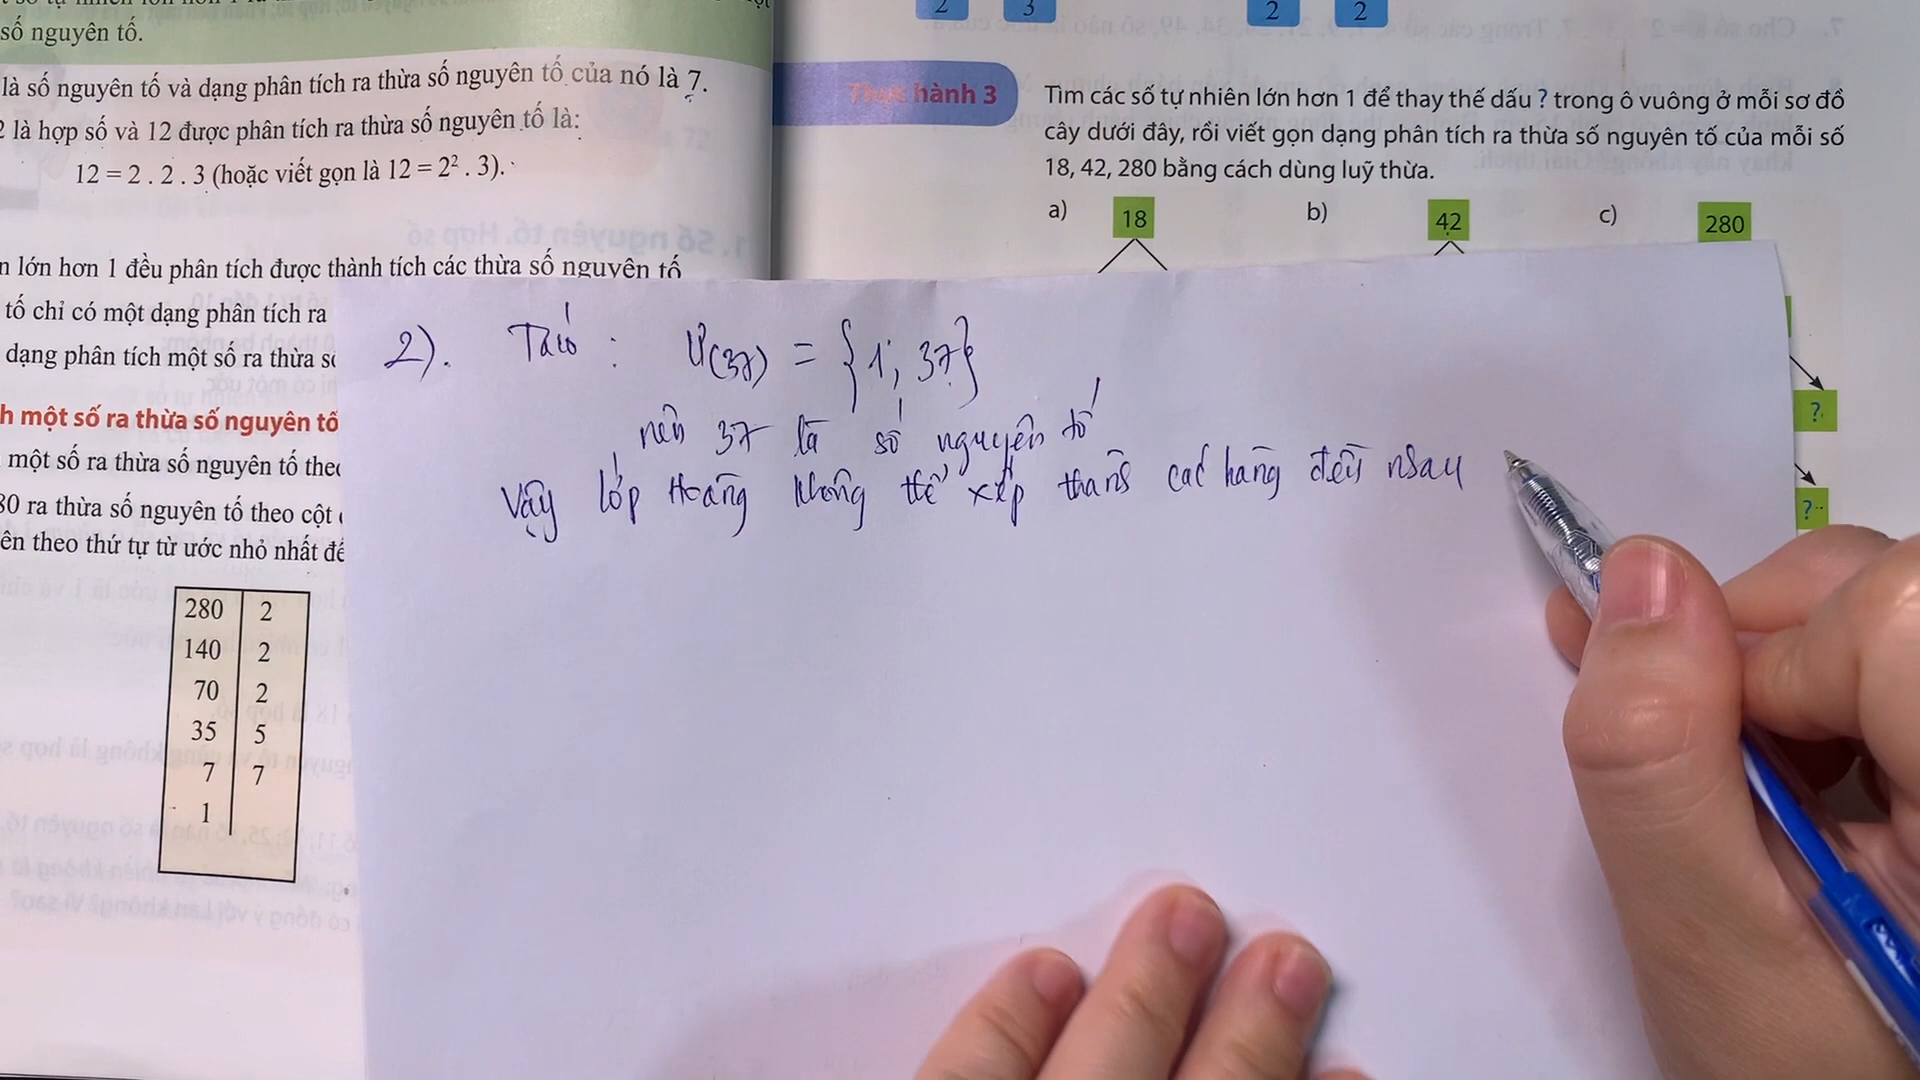 số nguyên tố.
là số nguyên tố và dạng phân tích ra thừa số nguyên tố của nó là 7.
2 là hợp số và 12 được phân tích ra thừa số nguyên tố là:
12 = 2 . 2 . 3 (hoặc viết gọn là 12 = 2² . 3).
n lớn hơn 1 đều phân tích được thành tích các thừa số nguyên tố
tố chỉ có một dạng phân tích ra
dạng phân tích một số ra thừa số
h một số ra thừa số nguyên tố
một số ra thừa số nguyên tố theo
80 ra thừa số nguyên tố theo cột
ên theo thứ tự từ ước nhỏ nhất đế
280 2
140 2
70 2
35 5
7 7
1
2 3 2 2
Thực hành 3
Tìm các số tự nhiên lớn hơn 1 để thay thế dấu ? trong ô vuông ở mỗi sơ đồ
cây dưới đây, rồi viết gọn dạng phân tích ra thừa số nguyên tố của mỗi số
18, 42, 280 bằng cách dùng luỹ thừa.
a) 18 b) 42 c) 280
?
?
2). Ta có : Ư(37) = {1; 37}
nên 37 là số nguyên tố
Vậy lớp Hoàng không thể xếp thành các hàng đều nhau